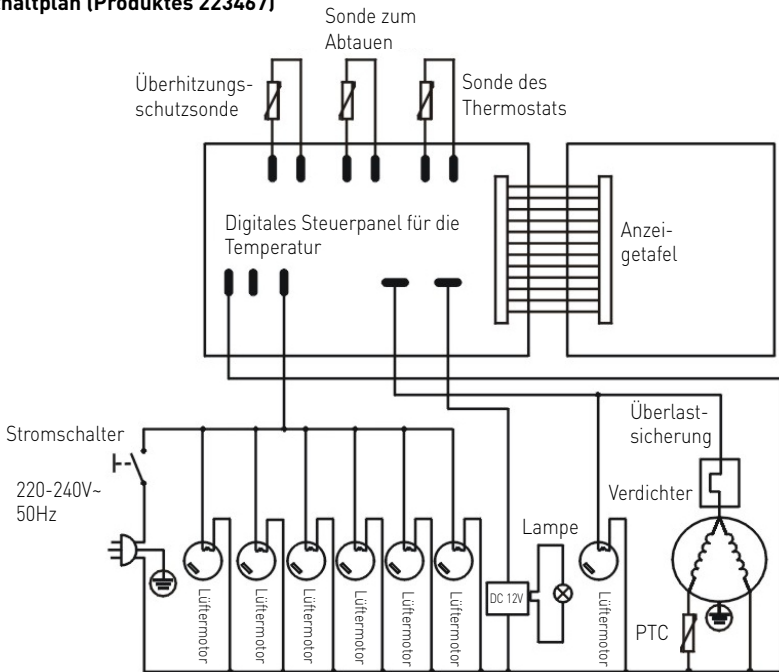 haltplan (Produktes 223467)
Sonde zum
Abtauen
Überhitzungs-
schutzsonde
Sonde des
Thermostats
Digitales Steuerpanel für die
Temperatur
Anzei-
getafel
Stromschalter
220-240V~
50Hz
Überlast-
sicherung
Verdichter
Lampe
DC 12V
PTC
Lüftermotor
Lüftermotor
Lüftermotor
Lüftermotor
Lüftermotor
Lüftermotor
Lüftermotor